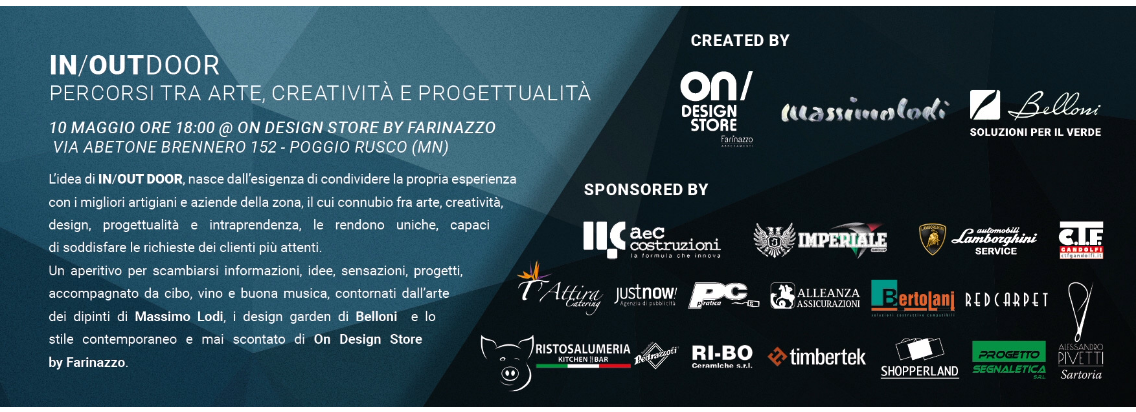 IN/OUTDOOR
PERCORSI TRA ARTE, CREATIVITÀ E PROGETTUALITÀ
10 MAGGIO ORE 18:00 @ ON DESIGN STORE BY FARINAZZO
VIA ABETONE BRENNERO 152 - POGGIO RUSCO (MN)
L'idea di IN/OUT DOOR, nasce dall'esigenza di condividere la propria esperienza
con i migliori artigiani e aziende della zona, il cui connubio fra arte, creatività,
design, progettualità e intraprendenza, le rendono uniche, capaci
di soddisfare le richieste dei clienti più attenti.
Un aperitivo per scambiarsi informazioni, idee, sensazioni, progetti,
accompagnato da cibo, vino e buona musica, contornati dall'arte
dei dipinti di Massimo Lodi, i design garden di Belloni e lo
stile contemporaneo e mai scontato di On Design Store
by Farinazzo.
CREATED BY
on/
DESIGN
STORE
Farinazzo
massimolodi
Belloni
SOLUZIONI PER IL VERDE
SPONSORED BY
aec
costruzioni
la formula che innova
IMPERIALE
automobili
Lamborghini
SERVICE
C.T.F.
GANDOLFI
ctfgandolfi.it
Attira
Catering
justnow!
Agenzia di pubblicità
PC
pratica
ALLEANZA
ASSICURAZIONI
Bertolani
REDCARPET
RISTOSALUMERIA
KITCHEN BAR
Pedrazzoli
RI-BO
Ceramiche s.r.l.
timbertek
SHOPPERLAND
PROGETTO
SEGNALETICA
SRL
ALESSANDRO
PIVETTI
Sartoria